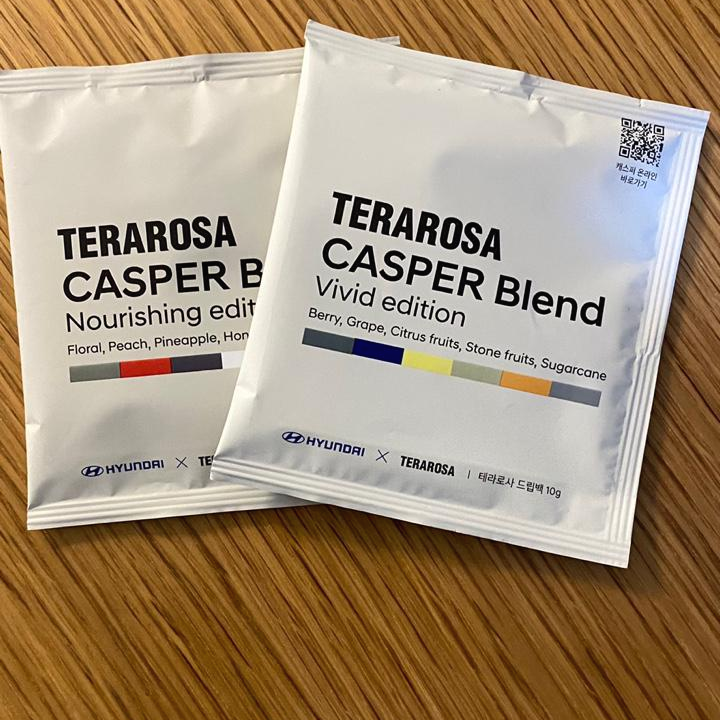 TERAROSA
CASPER B
Nourishing edit
Floral, Peach, Pineapple, Hon
HYUNDAI × TE
캐스퍼 온라인
바로가기
TERAROSA
CASPER Blend
Vivid edition
Berry, Grape, Citrus fruits, Stone fruits, Sugarcane
HYUNDAI × TERAROSA | 테라로사 드립백 10g